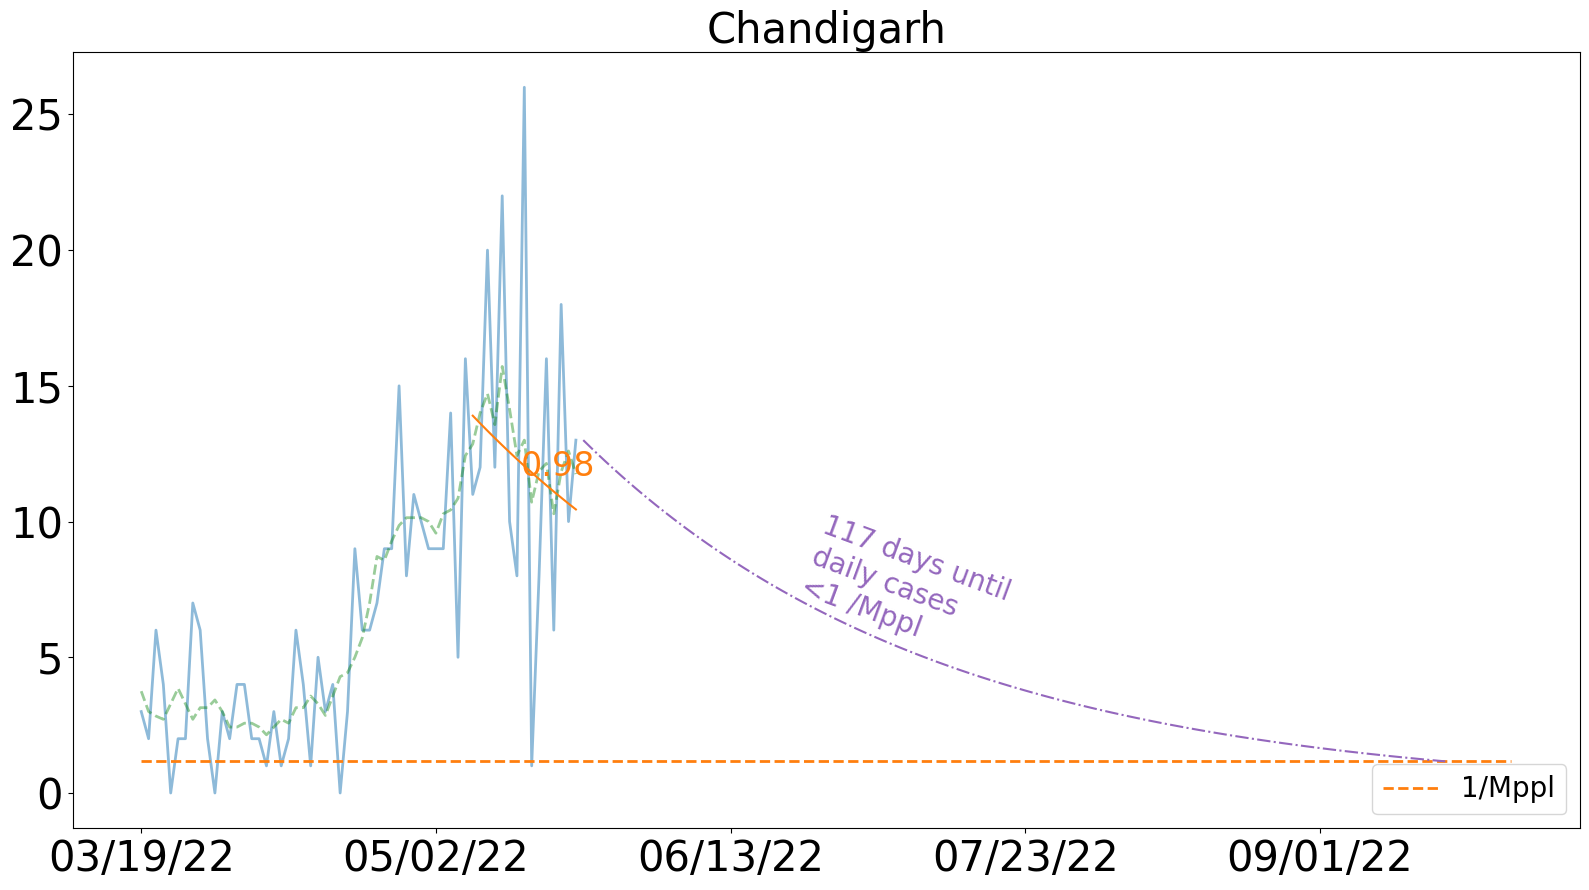 Chandigarh
25
20
15
10
5
0
0.98
117 days until
daily cases
<1 /Mppl
1/Mppl
03/19/22
05/02/22
06/13/22
07/23/22
09/01/22